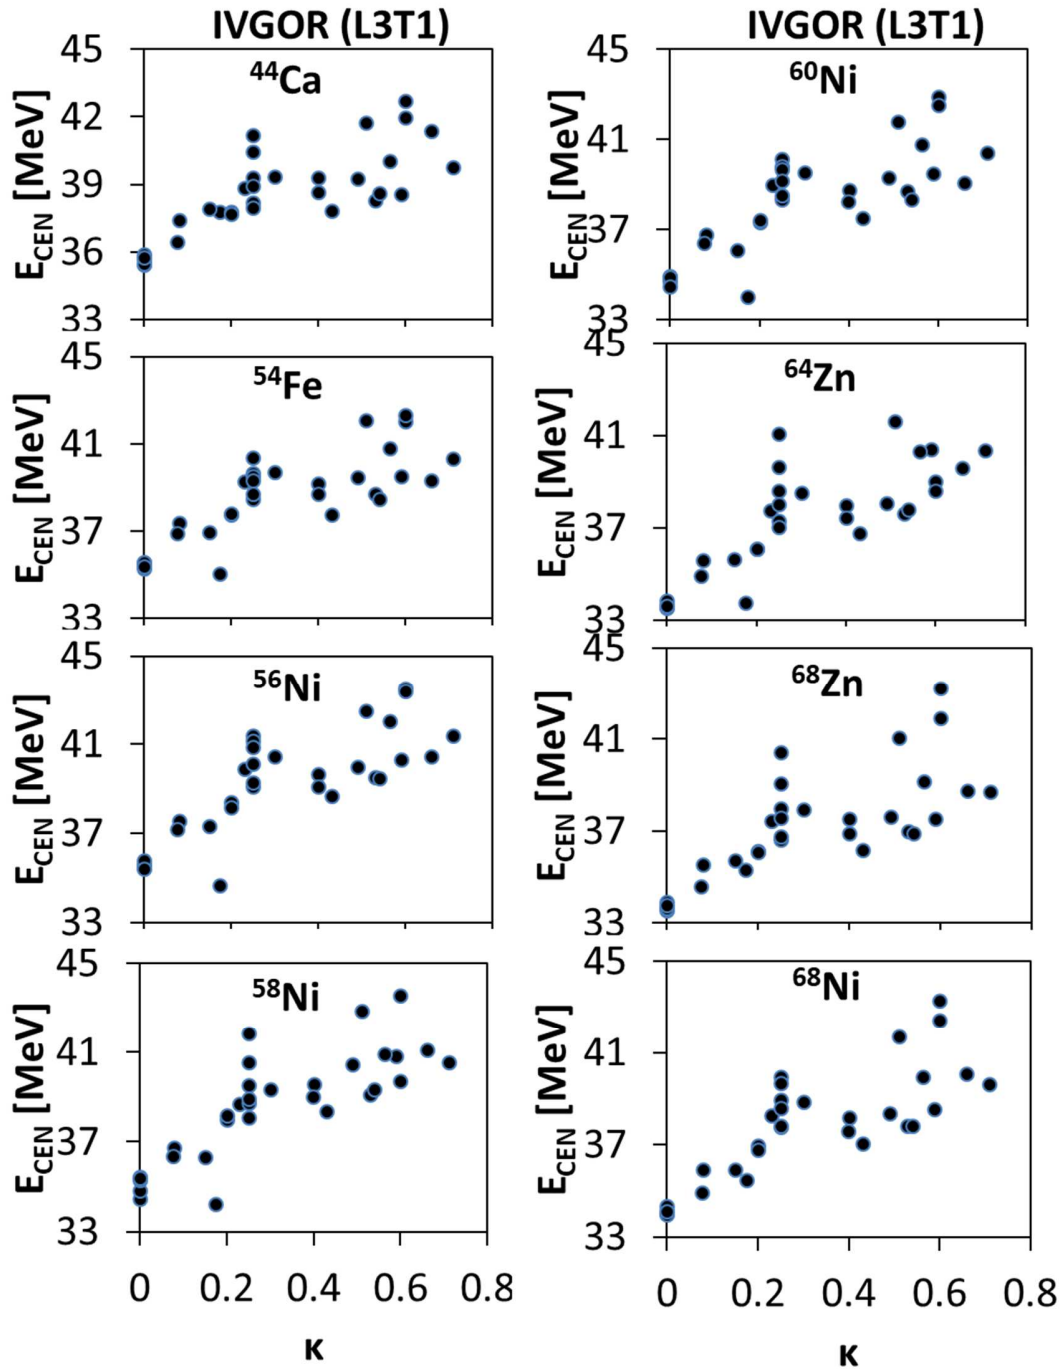 IVGOR (L3T1)
45
42
39
36
33
E_CEN [MeV]
⁴⁴Ca
45
41
37
33
E_CEN [MeV]
⁵⁴Fe
45
41
37
33
E_CEN [MeV]
⁵⁶Ni
45
41
37
33
E_CEN [MeV]
⁵⁸Ni
0 0.2 0.4 0.6 0.8
κ
IVGOR (L3T1)
45
41
37
33
E_CEN [MeV]
⁶⁰Ni
45
41
37
33
E_CEN [MeV]
⁶⁴Zn
45
41
37
33
E_CEN [MeV]
⁶⁸Zn
45
41
37
33
E_CEN [MeV]
⁶⁸Ni
0 0.2 0.4 0.6 0.8
κ